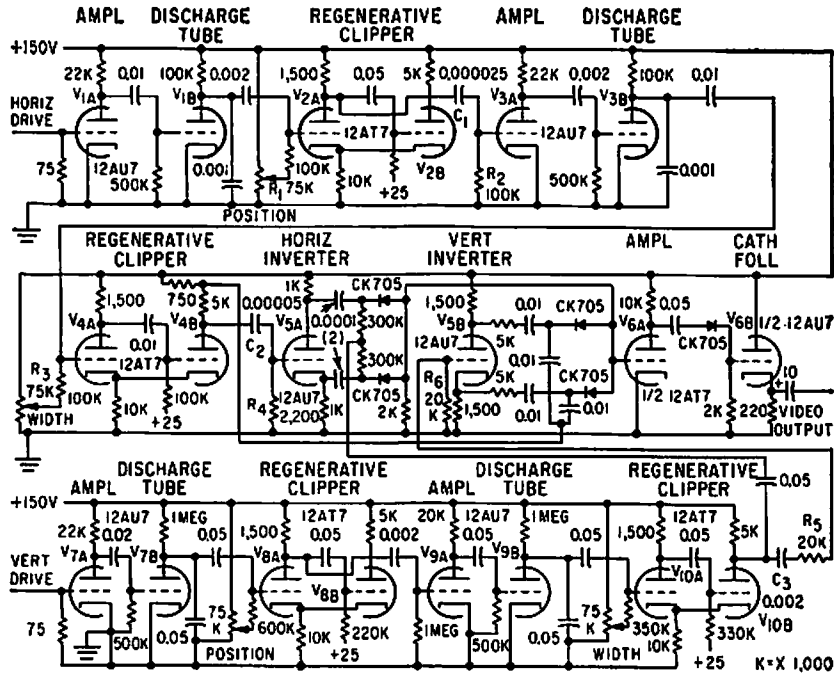 AMPL DISCHARGE TUBE REGENERATIVE CLIPPER AMPL DISCHARGE TUBE
+150V
22K 0.01 100K 0.002 1,500 0.05 5K 0.000025 22K 0.002 100K 0.01
V1A V1B V2A C1 V3A V3B
HORIZ DRIVE
12AT7 12AU7
75 12AU7 500K 0.001 R1 75K 100K 10K +25 V2B R2 100K 500K 0.001
POSITION
REGENERATIVE CLIPPER HORIZ INVERTER VERT INVERTER AMPL CATH FOLL
1,500 750 5K 0.00005 1K CK705 1,500 0.01 CK705 10K 0.05
V4A 0.01 V4B V5A 0.0001 (2) 300K V5B 5K V6A V6B 1/2-12AU7
12AT7 C2 300K 12AU7 0.01 CK705 CK705
R3 75K 100K R4 CK705 R6 20K 5K 10
WIDTH 10K 100K +25 12AU7 2,200 1K 2K 1,500 0.01 0.01 1/2-12AT7 2K 220 + VIDEO OUTPUT
AMPL DISCHARGE TUBE REGENERATIVE CLIPPER AMPL DISCHARGE TUBE REGENERATIVE CLIPPER
0.05
+150V
22K 12AU7 0.02 1MEG 0.05 1,500 12AT7 0.05 5K 0.002 20K 12AU7 0.05 1MEG 0.05 1,500 12AT7 0.05 5K R5 20K
V7A V7B V8A V8B V9A V9B V10A C3 0.002 V10B
VERT DRIVE
75 500K 0.05 75K 600K 10K 220K +25 1MEG 500K 0.05 75K 350K 10K 330K +25
POSITION WIDTH
K=X 1,000